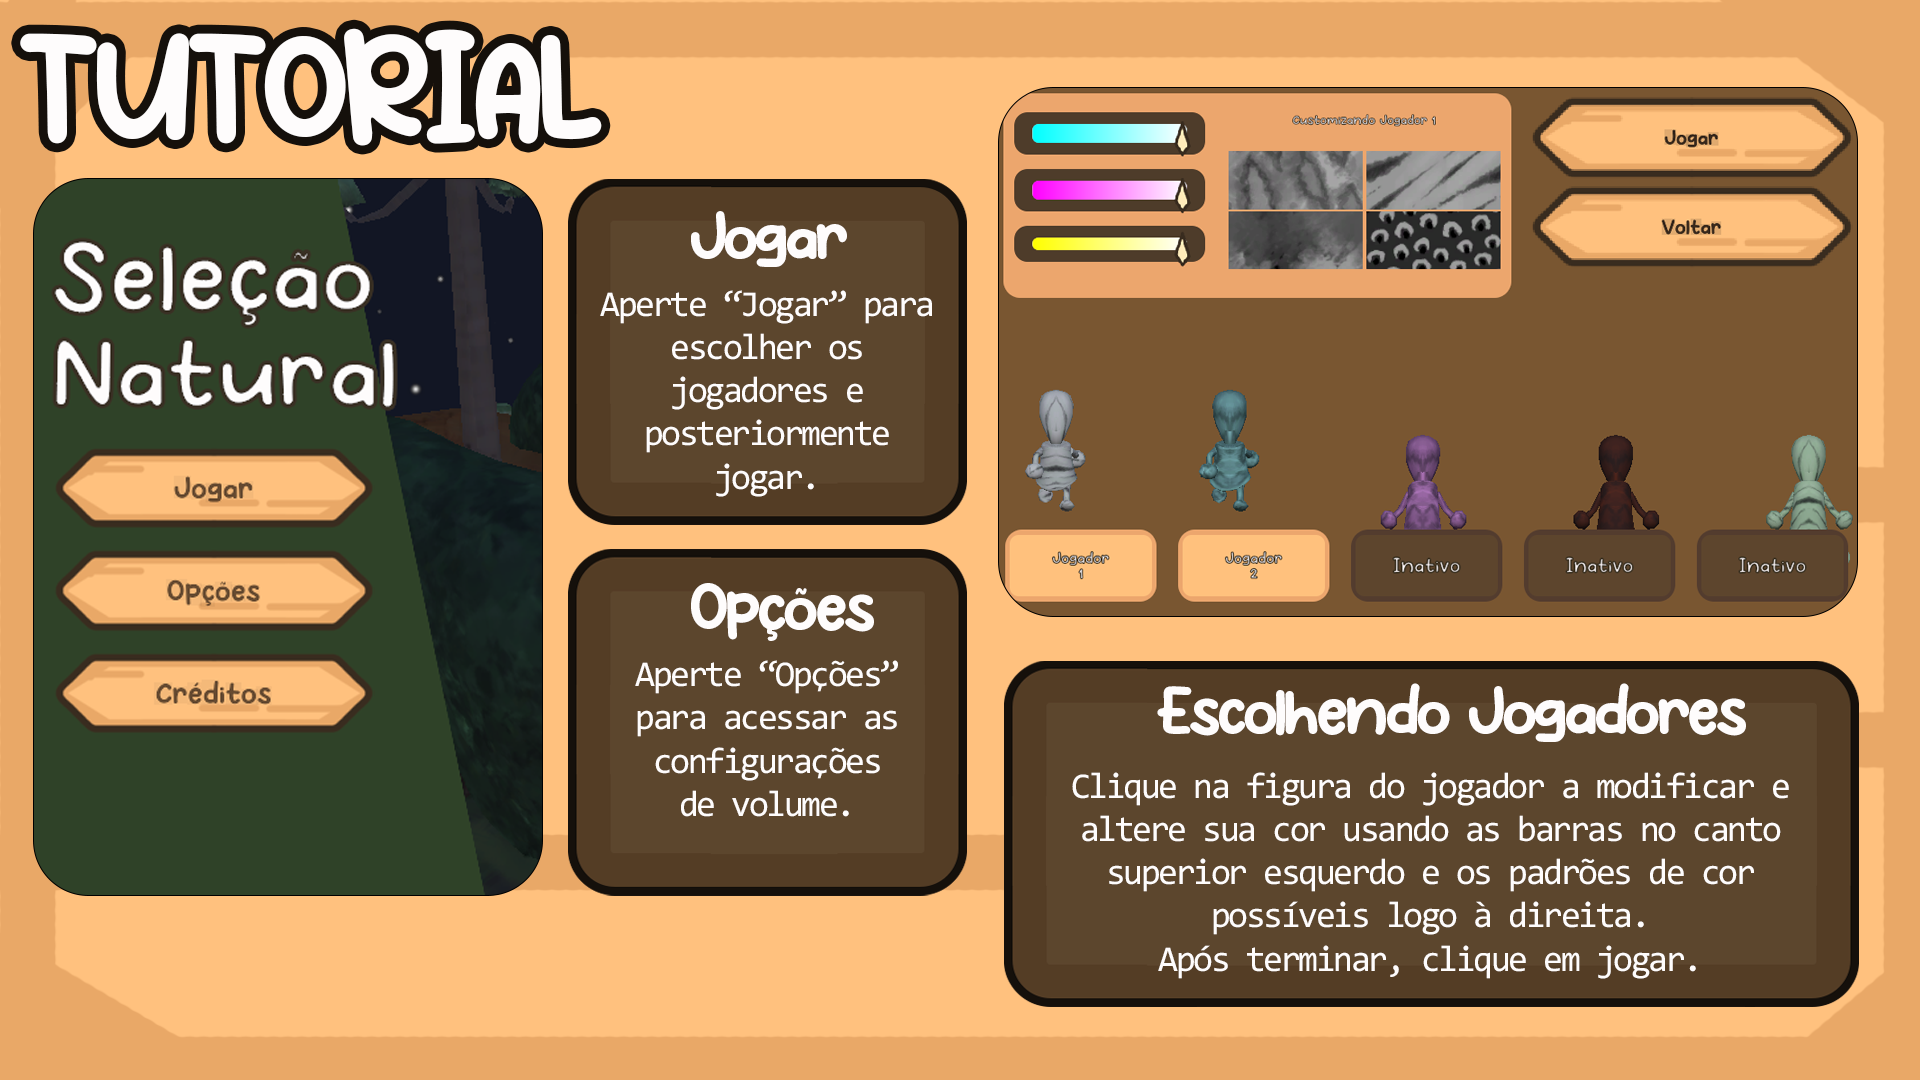 TUTORIAL
Seleção
Natural
Jogar
Opções
Créditos
Jogar
Aperte “Jogar” para
escolher os
jogadores e
posteriormente
jogar.
Opções
Aperte “Opções”
para acessar as
configurações
de volume.
Customizando Jogador 1
Jogar
Voltar
Jogador
1
Jogador
2
Inativo
Inativo
Inativo
Escolhendo Jogadores
Clique na figura do jogador a modificar e
altere sua cor usando as barras no canto
superior esquerdo e os padrões de cor
possíveis logo à direita.
Após terminar, clique em jogar.